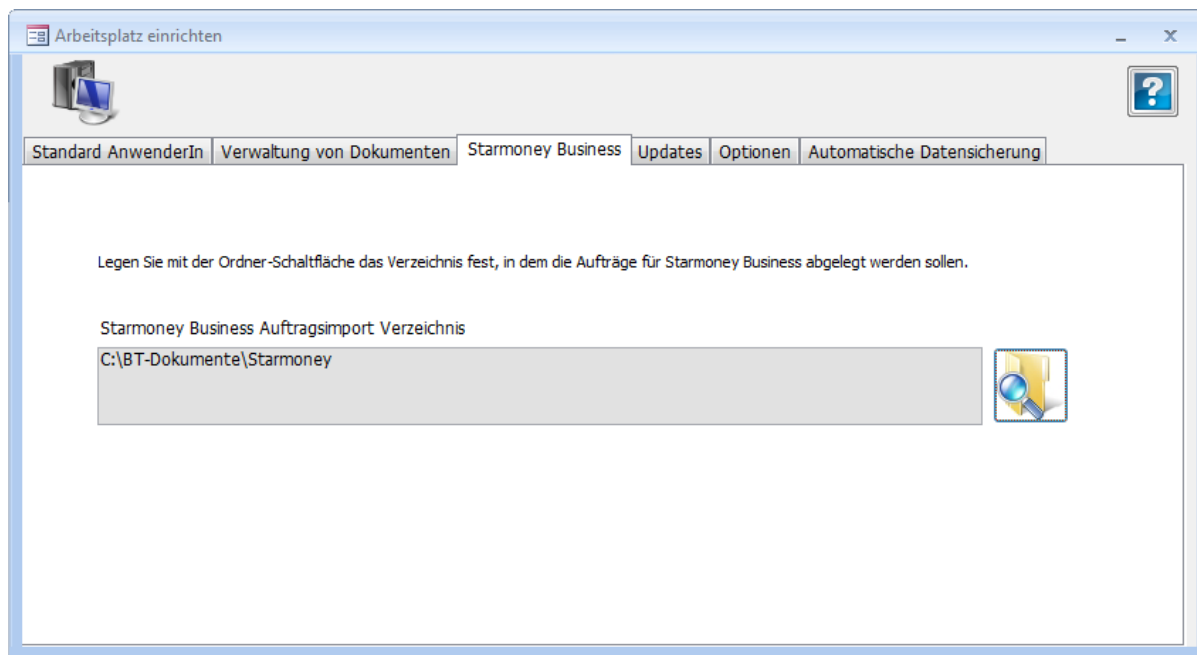 Arbeitsplatz einrichten
Standard AnwenderIn Verwaltung von Dokumenten Starmoney Business Updates Optionen Automatische Datensicherung
Legen Sie mit der Ordner-Schaltfläche das Verzeichnis fest, in dem die Aufträge für Starmoney Business abgelegt werden sollen.
Starmoney Business Auftragsimport Verzeichnis
C:\BT-Dokumente\Starmoney